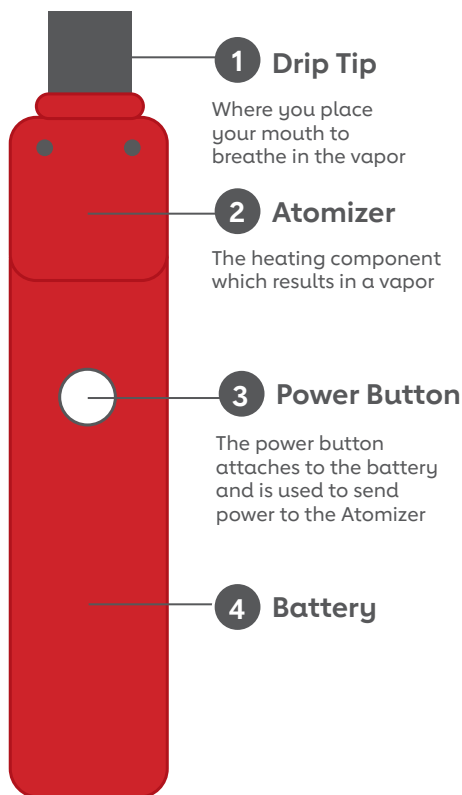 1 Drip Tip
Where you place
your mouth to
breathe in the vapor
2 Atomizer
The heating component
which results in a vapor
3 Power Button
The power button
attaches to the battery
and is used to send
power to the Atomizer
4 Battery